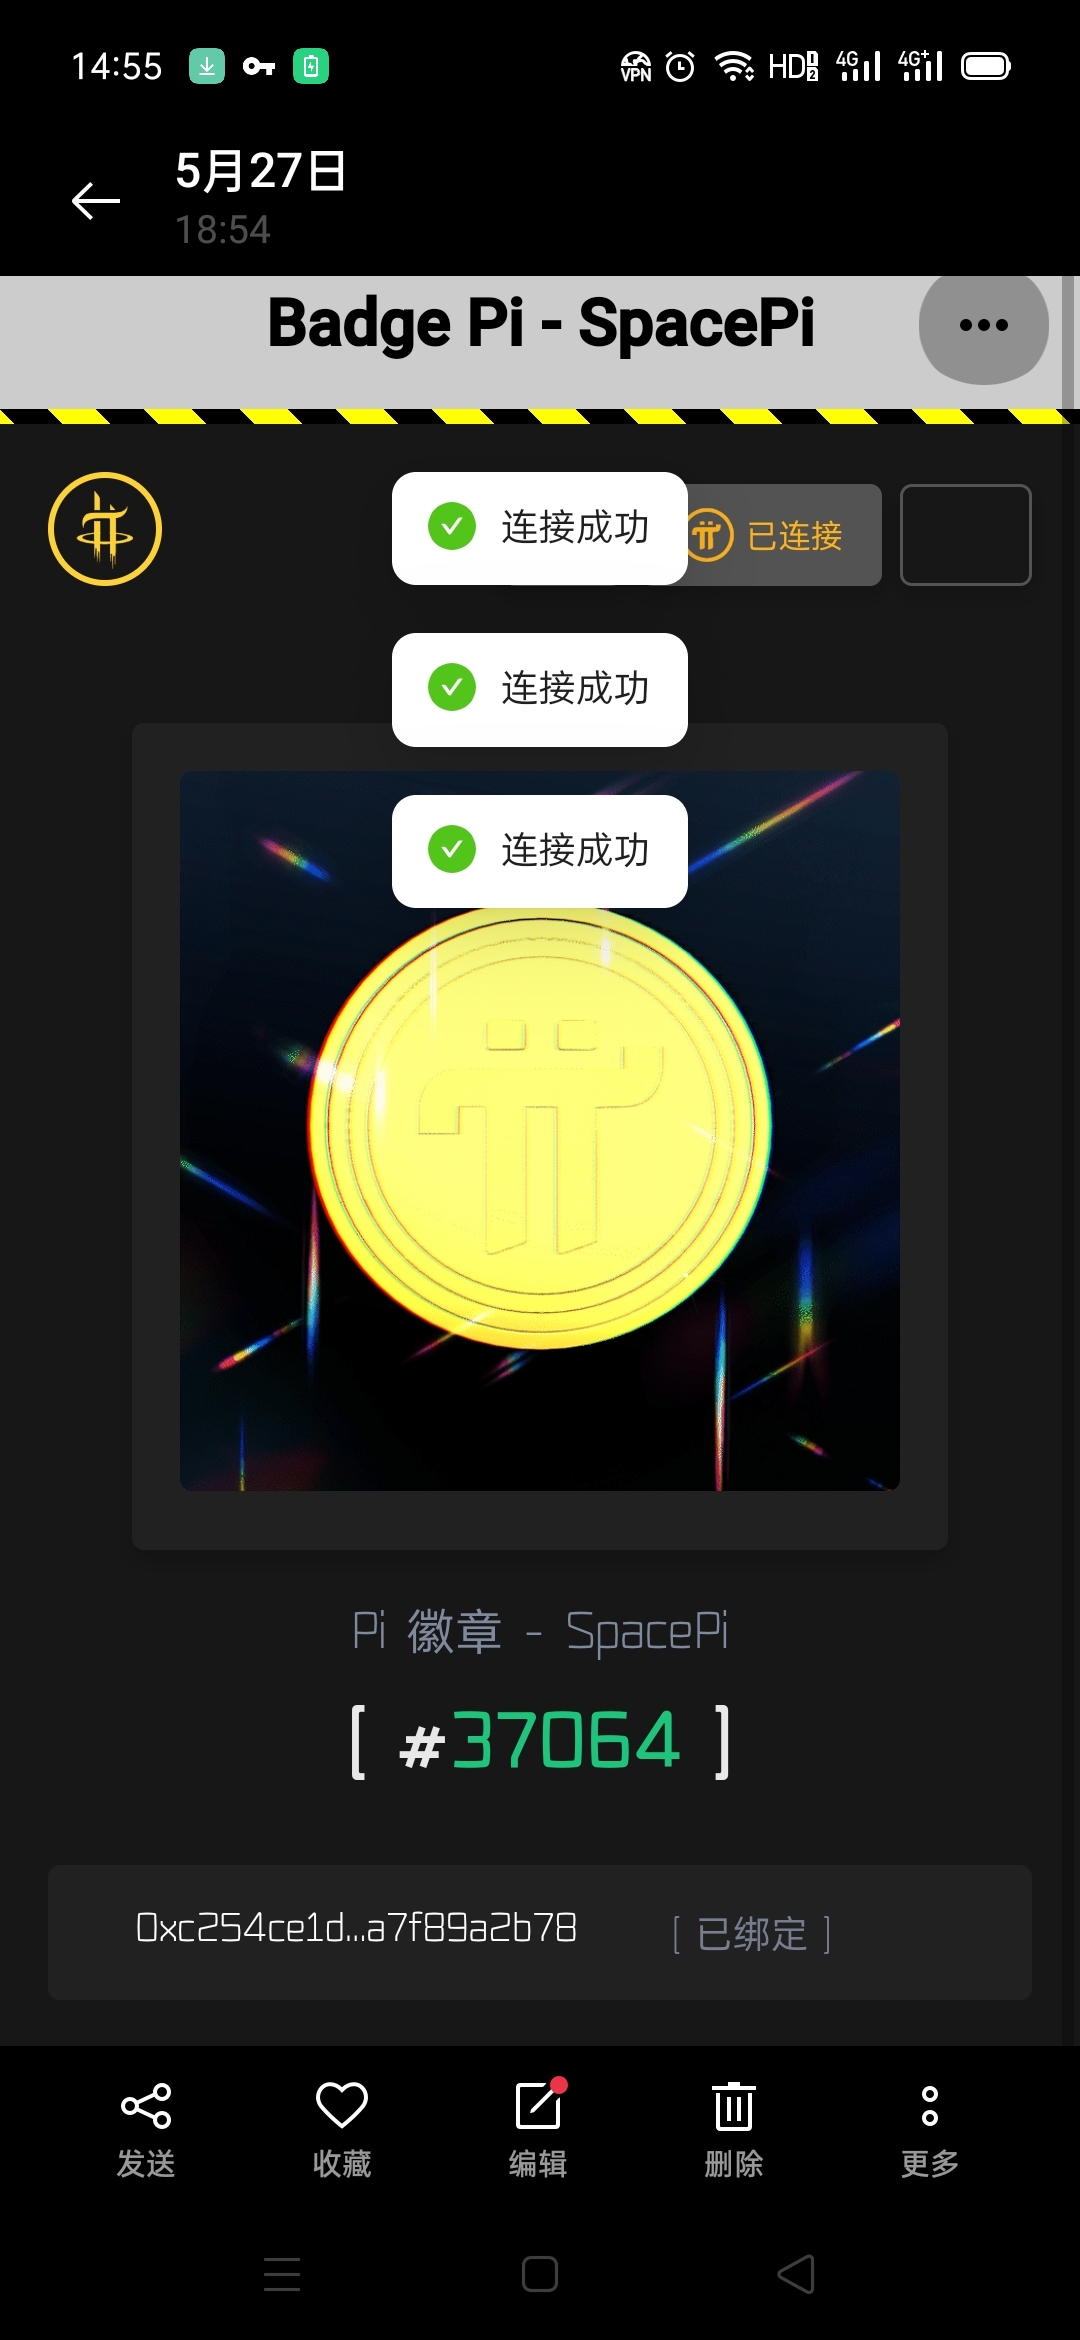 14:55
VPN
HD 1 2
4G
4G+
5月27日
18:54
Badge Pi - SpacePi
连接成功
已连接
连接成功
连接成功
Pi 徽章 - SpacePi
[ #37064 ]
0xc254ce1d...a7f89a2b78
[ 已绑定 ]
发送
收藏
编辑
删除
更多